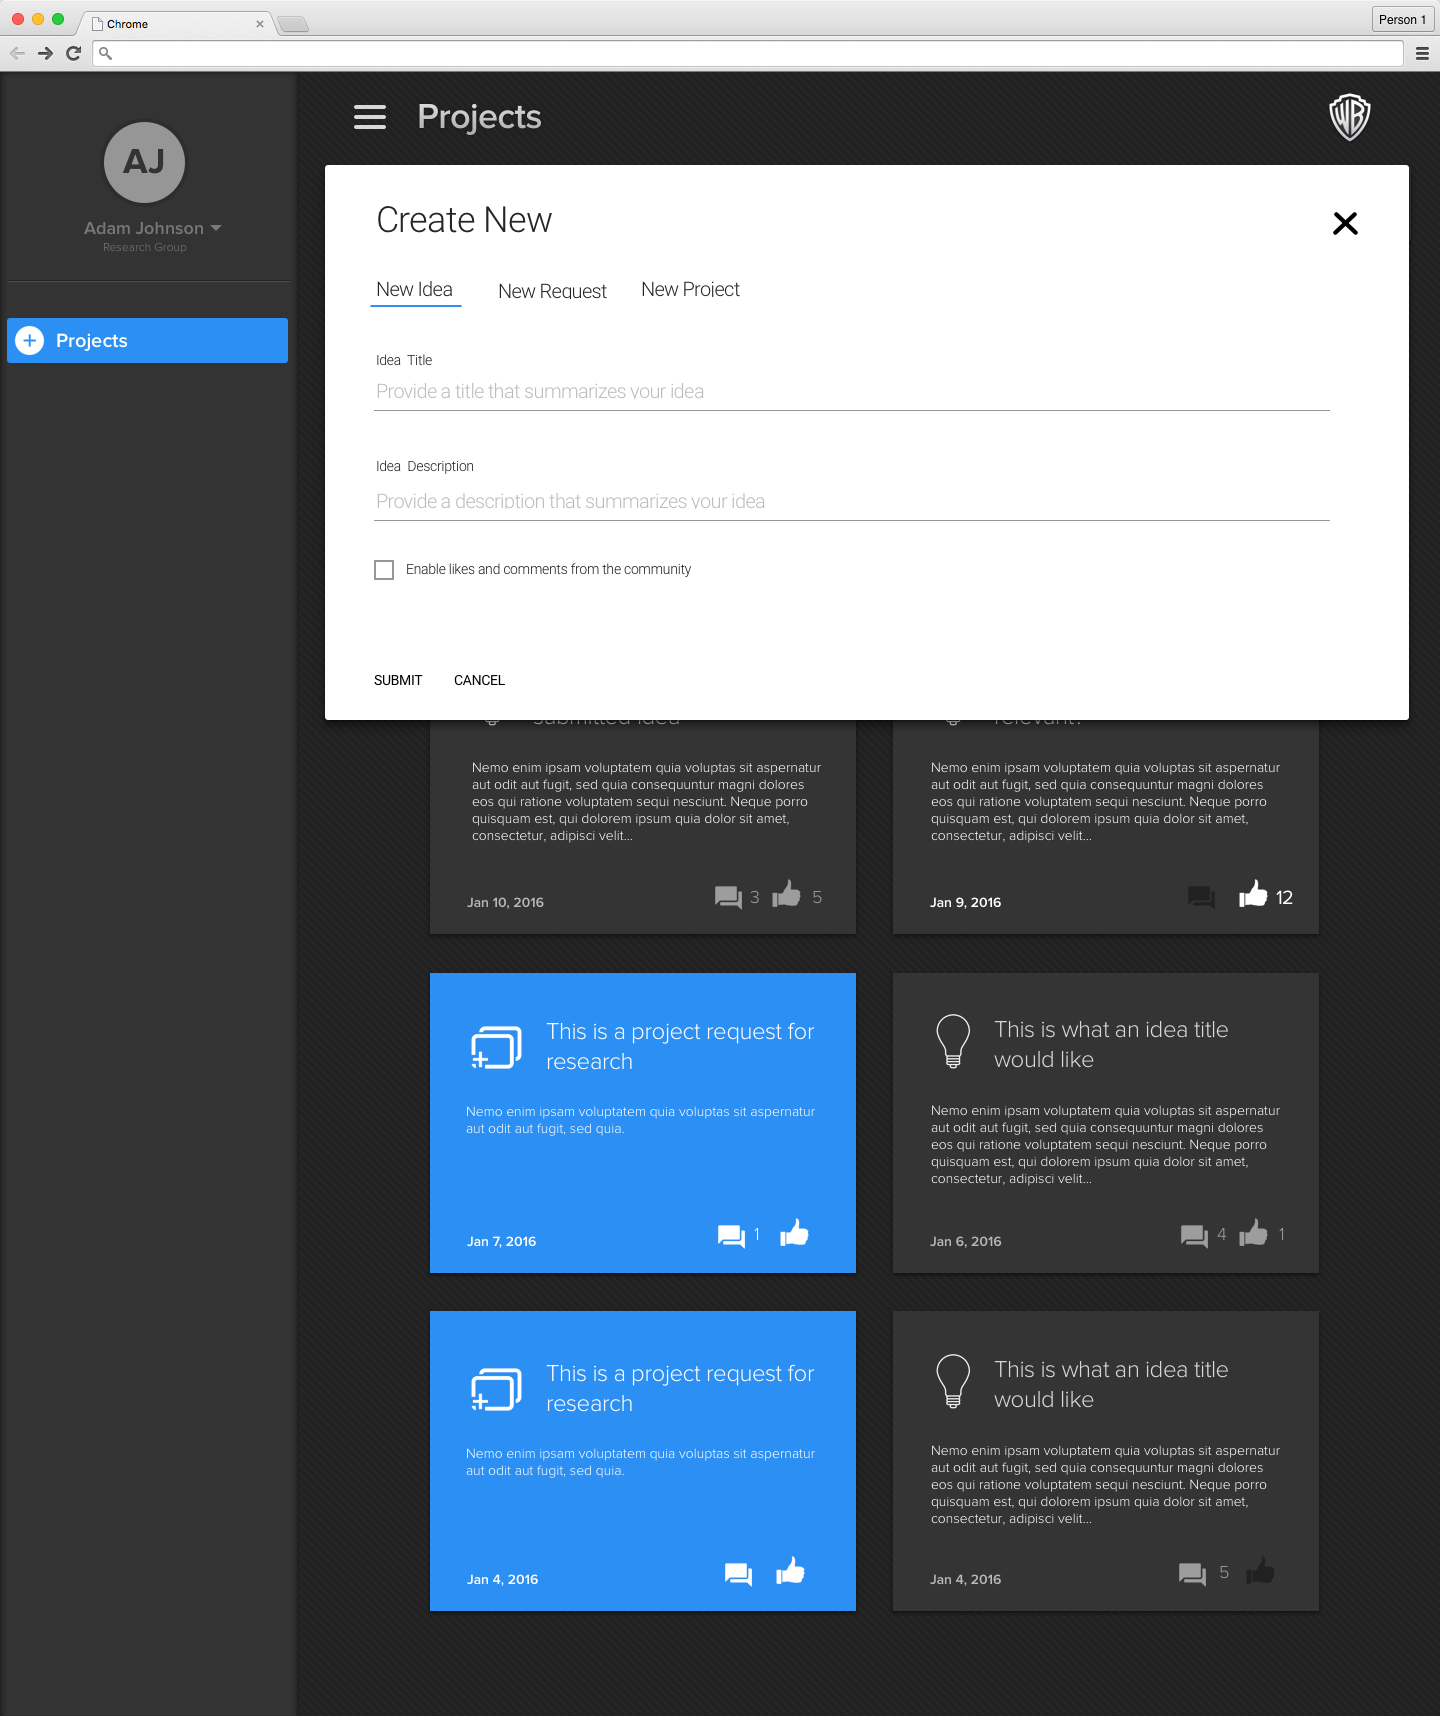 Chrome
Person 1
Projects
WB
AJ
Adam Johnson
Research Group
Projects
Create New
New Idea
New Request
New Project
Idea Title
Provide a title that summarizes your idea
Idea Description
Provide a description that summarizes your idea
Enable likes and comments from the community
SUBMIT
CANCEL
submitted idea
Nemo enim ipsam voluptatem quia voluptas sit aspernatur
aut odit aut fugit, sed quia consequuntur magni dolores
eos qui ratione voluptatem sequi nesciunt. Neque porro
quisquam est, qui dolorem ipsum quia dolor sit amet,
consectetur, adipisci velit...
Jan 10, 2016
3
5
relevant?
Nemo enim ipsam voluptatem quia voluptas sit aspernatur
aut odit aut fugit, sed quia consequuntur magni dolores
eos qui ratione voluptatem sequi nesciunt. Neque porro
quisquam est, qui dolorem ipsum quia dolor sit amet,
consectetur, adipisci velit...
Jan 9, 2016
12
This is a project request for
research
Nemo enim ipsam voluptatem quia voluptas sit aspernatur
aut odit aut fugit, sed quia.
Jan 7, 2016
1
This is what an idea title
would like
Nemo enim ipsam voluptatem quia voluptas sit aspernatur
aut odit aut fugit, sed quia consequuntur magni dolores
eos qui ratione voluptatem sequi nesciunt. Neque porro
quisquam est, qui dolorem ipsum quia dolor sit amet,
consectetur, adipisci velit...
Jan 6, 2016
4
1
This is a project request for
research
Nemo enim ipsam voluptatem quia voluptas sit aspernatur
aut odit aut fugit, sed quia.
Jan 4, 2016
This is what an idea title
would like
Nemo enim ipsam voluptatem quia voluptas sit aspernatur
aut odit aut fugit, sed quia consequuntur magni dolores
eos qui ratione voluptatem sequi nesciunt. Neque porro
quisquam est, qui dolorem ipsum quia dolor sit amet,
consectetur, adipisci velit...
Jan 4, 2016
5